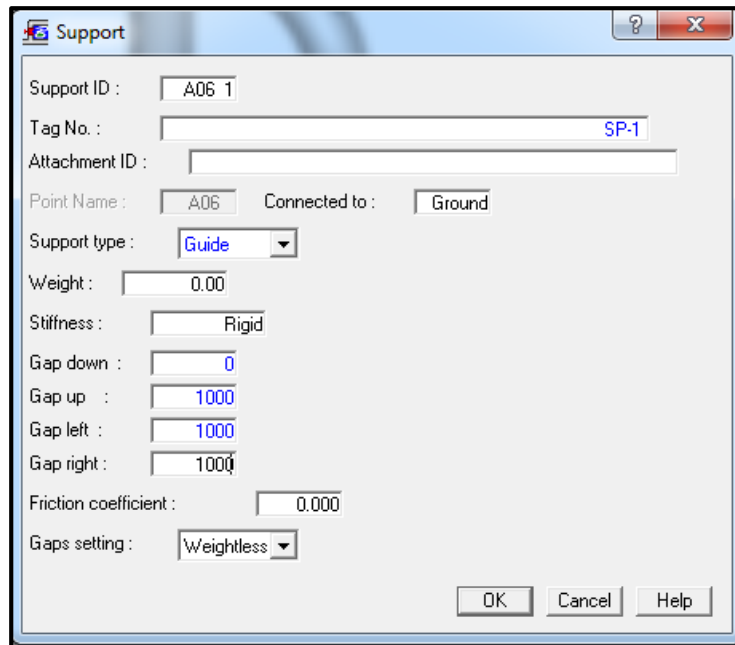 Support
?
X
Support ID : A06 1
Tag No. : SP-1
Attachment ID :
Point Name : A06 Connected to : Ground
Support type : Guide
Weight : 0.00
Stiffness : Rigid
Gap down : 0
Gap up : 1000
Gap left : 1000
Gap right : 1000
Friction coefficient : 0.000
Gaps setting : Weightless
OK Cancel Help